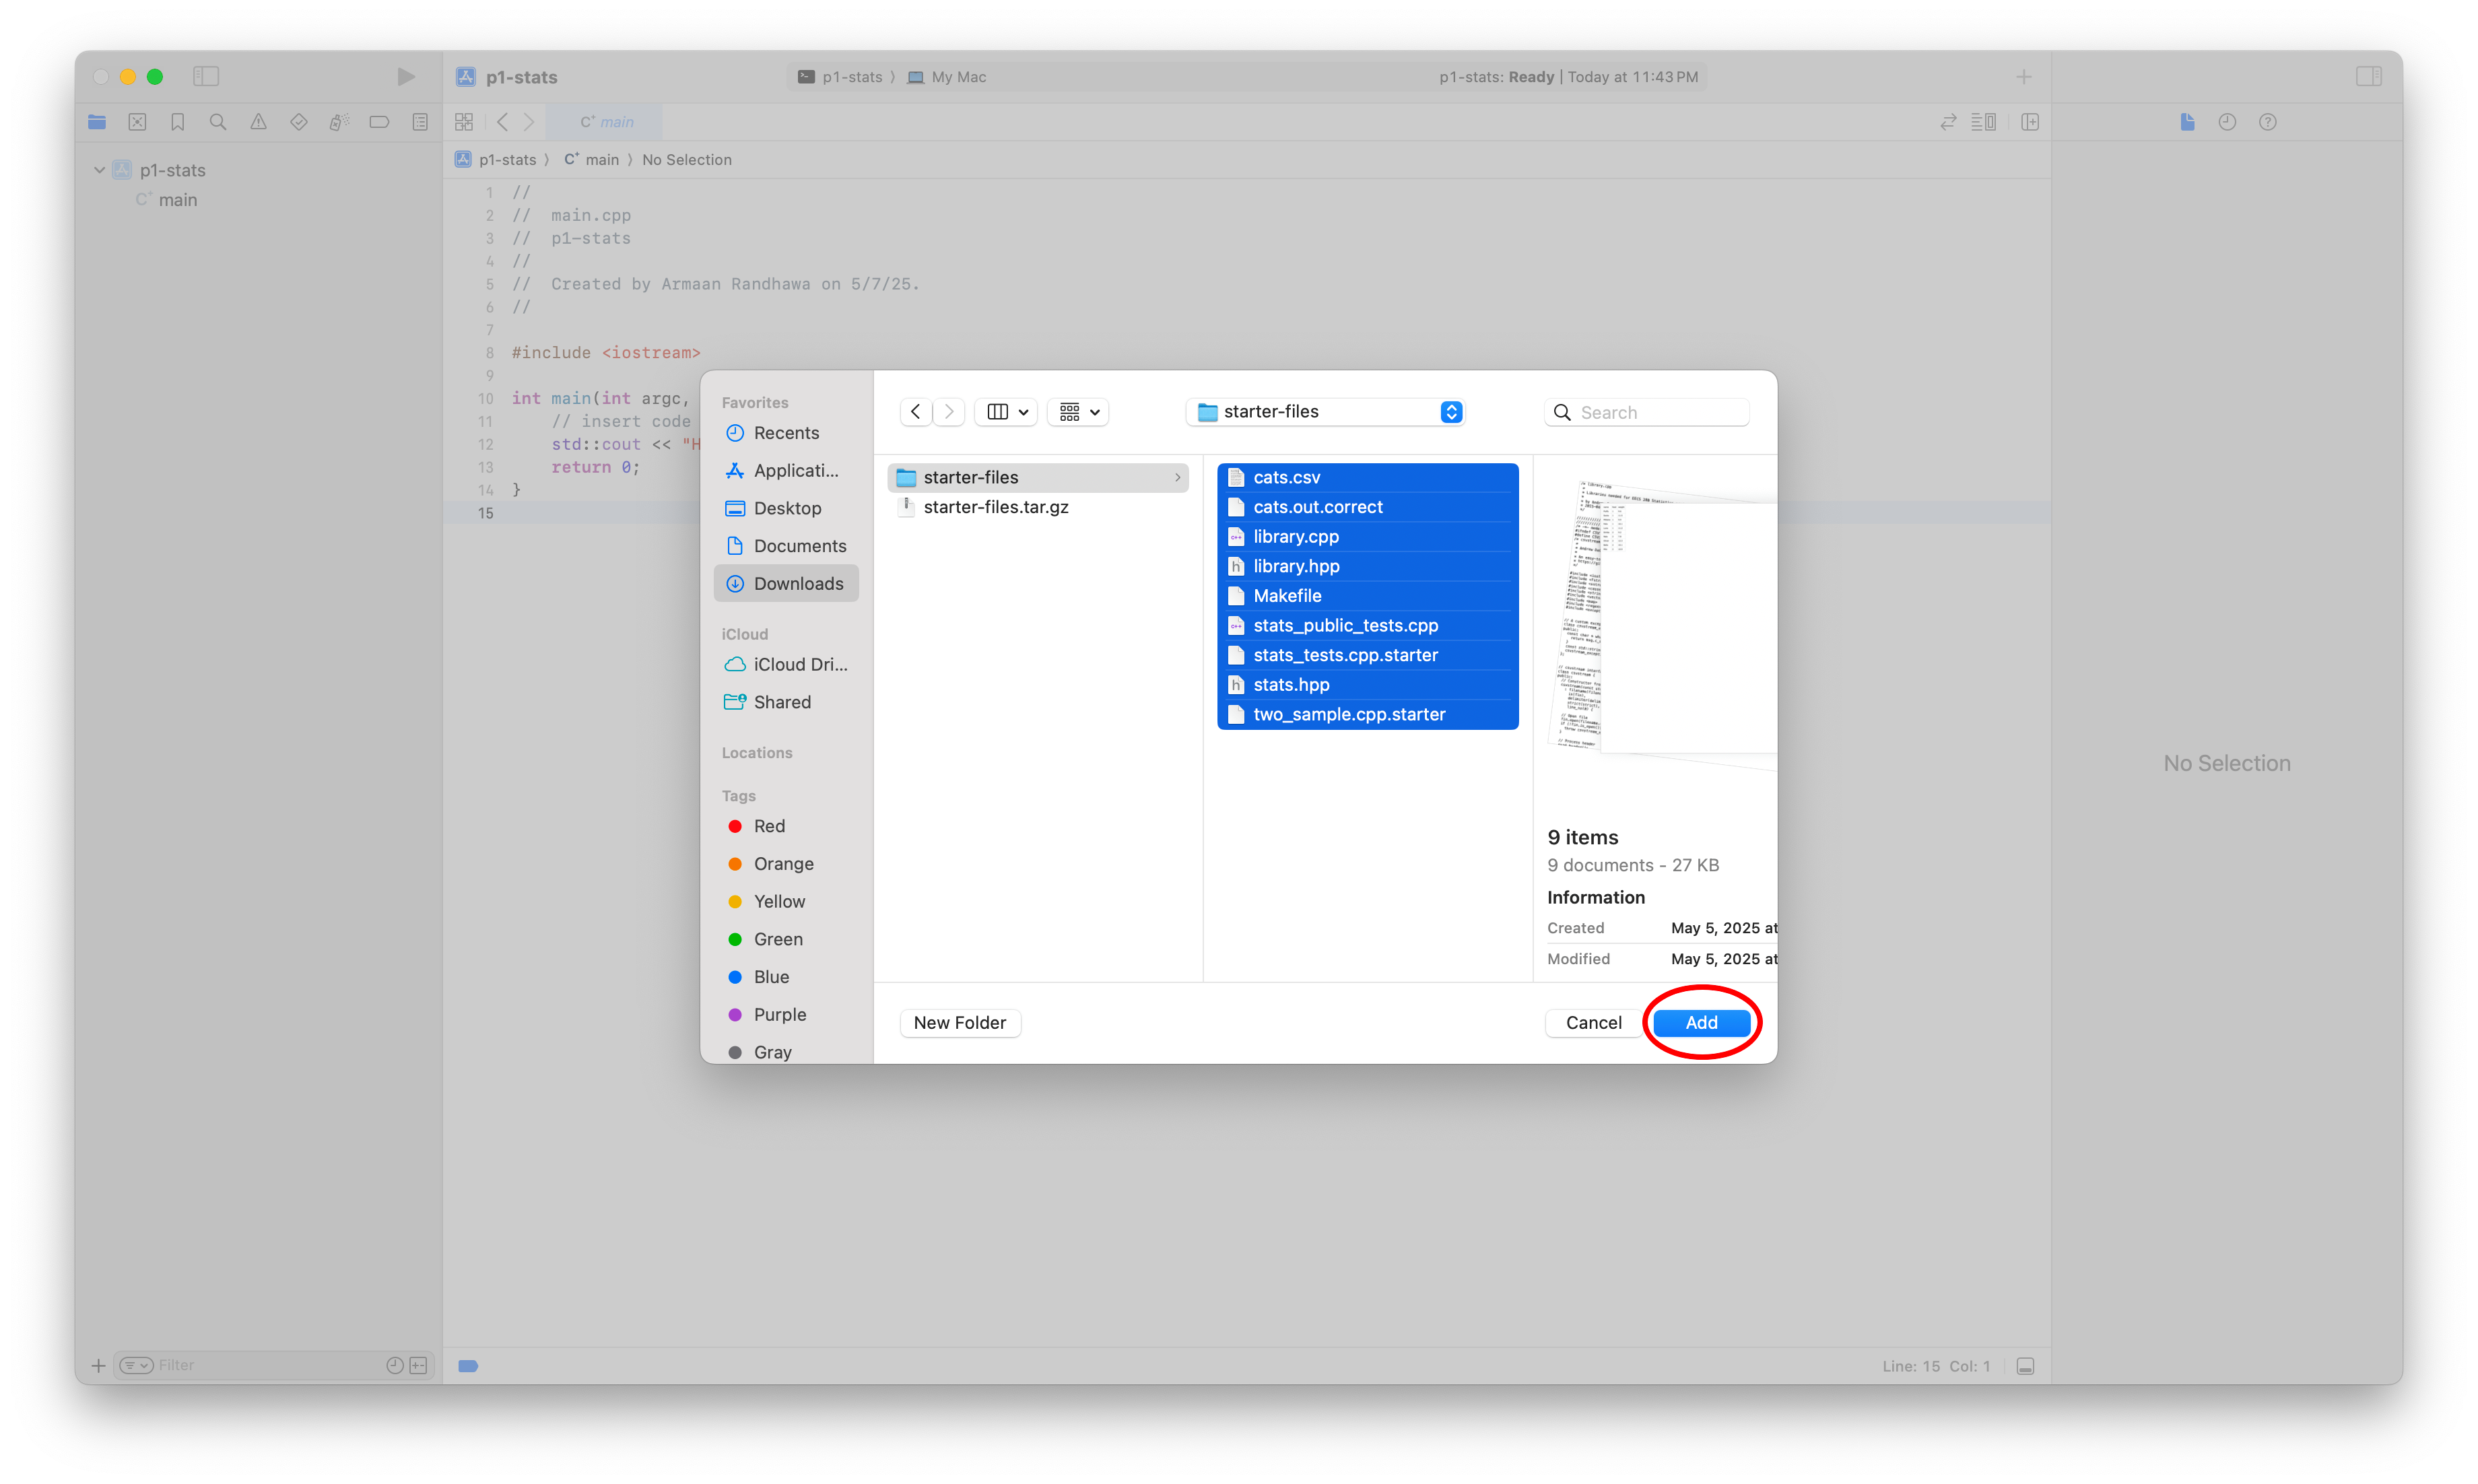 p1-stats
p1-stats 〉 My Mac
p1-stats: Ready | Today at 11:43 PM
p1-stats
main
main
p1-stats 〉 main 〉 No Selection
1 //
2 //  main.cpp
3 //  p1-stats
4 //
5 //  Created by Armaan Randhawa on 5/7/25.
6 //
7
8 #include <iostream>
9
10 int main(int argc,
11     // insert code
12     std::cout << "H
13     return 0;
14 }
15
Favorites
Recents
Applicati...
Desktop
Documents
Downloads
iCloud
iCloud Dri...
Shared
Locations
Tags
Red
Orange
Yellow
Green
Blue
Purple
Gray
starter-files
Search
starter-files
starter-files.tar.gz
cats.csv
cats.out.correct
library.cpp
library.hpp
Makefile
stats_public_tests.cpp
stats_tests.cpp.starter
stats.hpp
two_sample.cpp.starter
9 items
9 documents - 27 KB
Information
Created May 5, 2025 at
Modified May 5, 2025 at
New Folder
Cancel
Add
No Selection
Filter
Line: 15 Col: 1